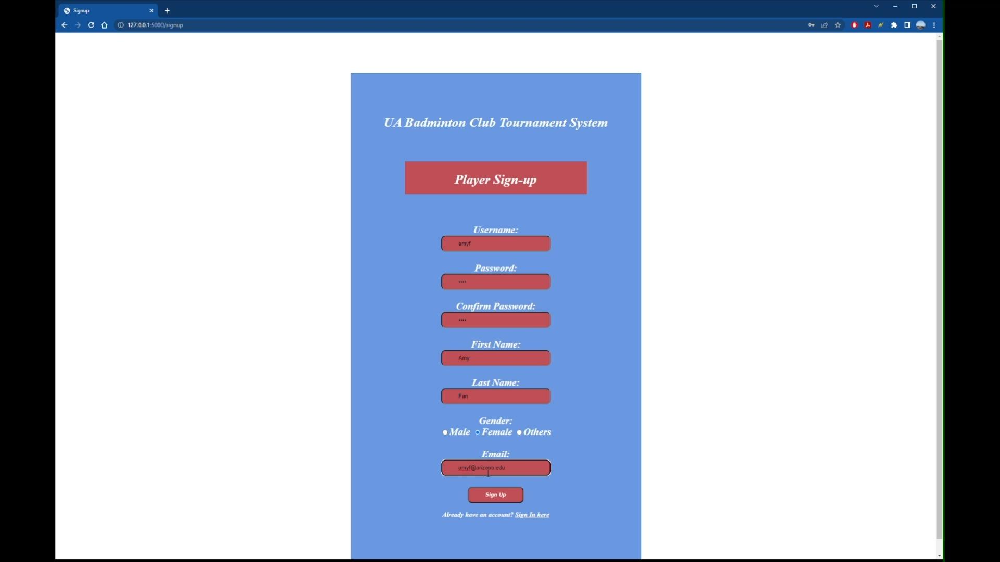 Signup
127.0.0.1:5000/signup
UA Badminton Club Tournament System
Player Sign-up
Username:
amyf
Password:
••••
Confirm Password:
••••
First Name:
Amy
Last Name:
Fan
Gender:
Male Female Others
Email:
amyf@arizona.edu
Sign Up
Already have an account? Sign In here